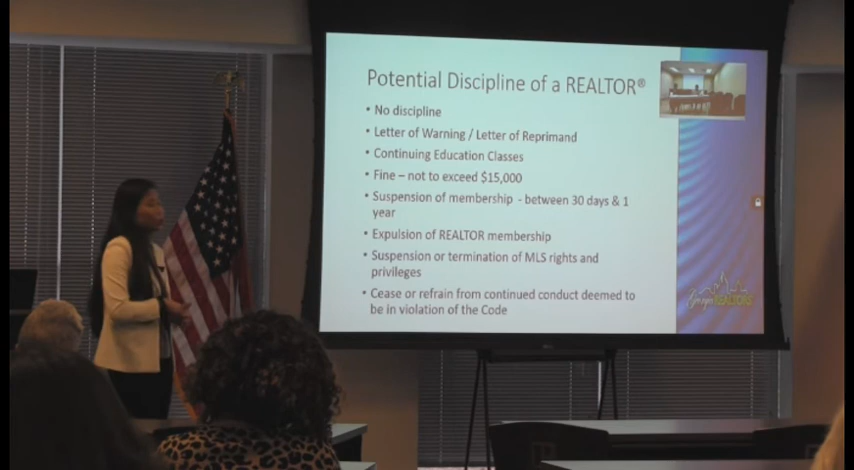 Potential Discipline of a REALTOR®
• No discipline
• Letter of Warning / Letter of Reprimand
• Continuing Education Classes
• Fine – not to exceed $15,000
• Suspension of membership - between 30 days & 1
year
• Expulsion of REALTOR membership
• Suspension or termination of MLS rights and
privileges
• Cease or refrain from continued conduct deemed to
be in violation of the Code
Georgia REALTORS